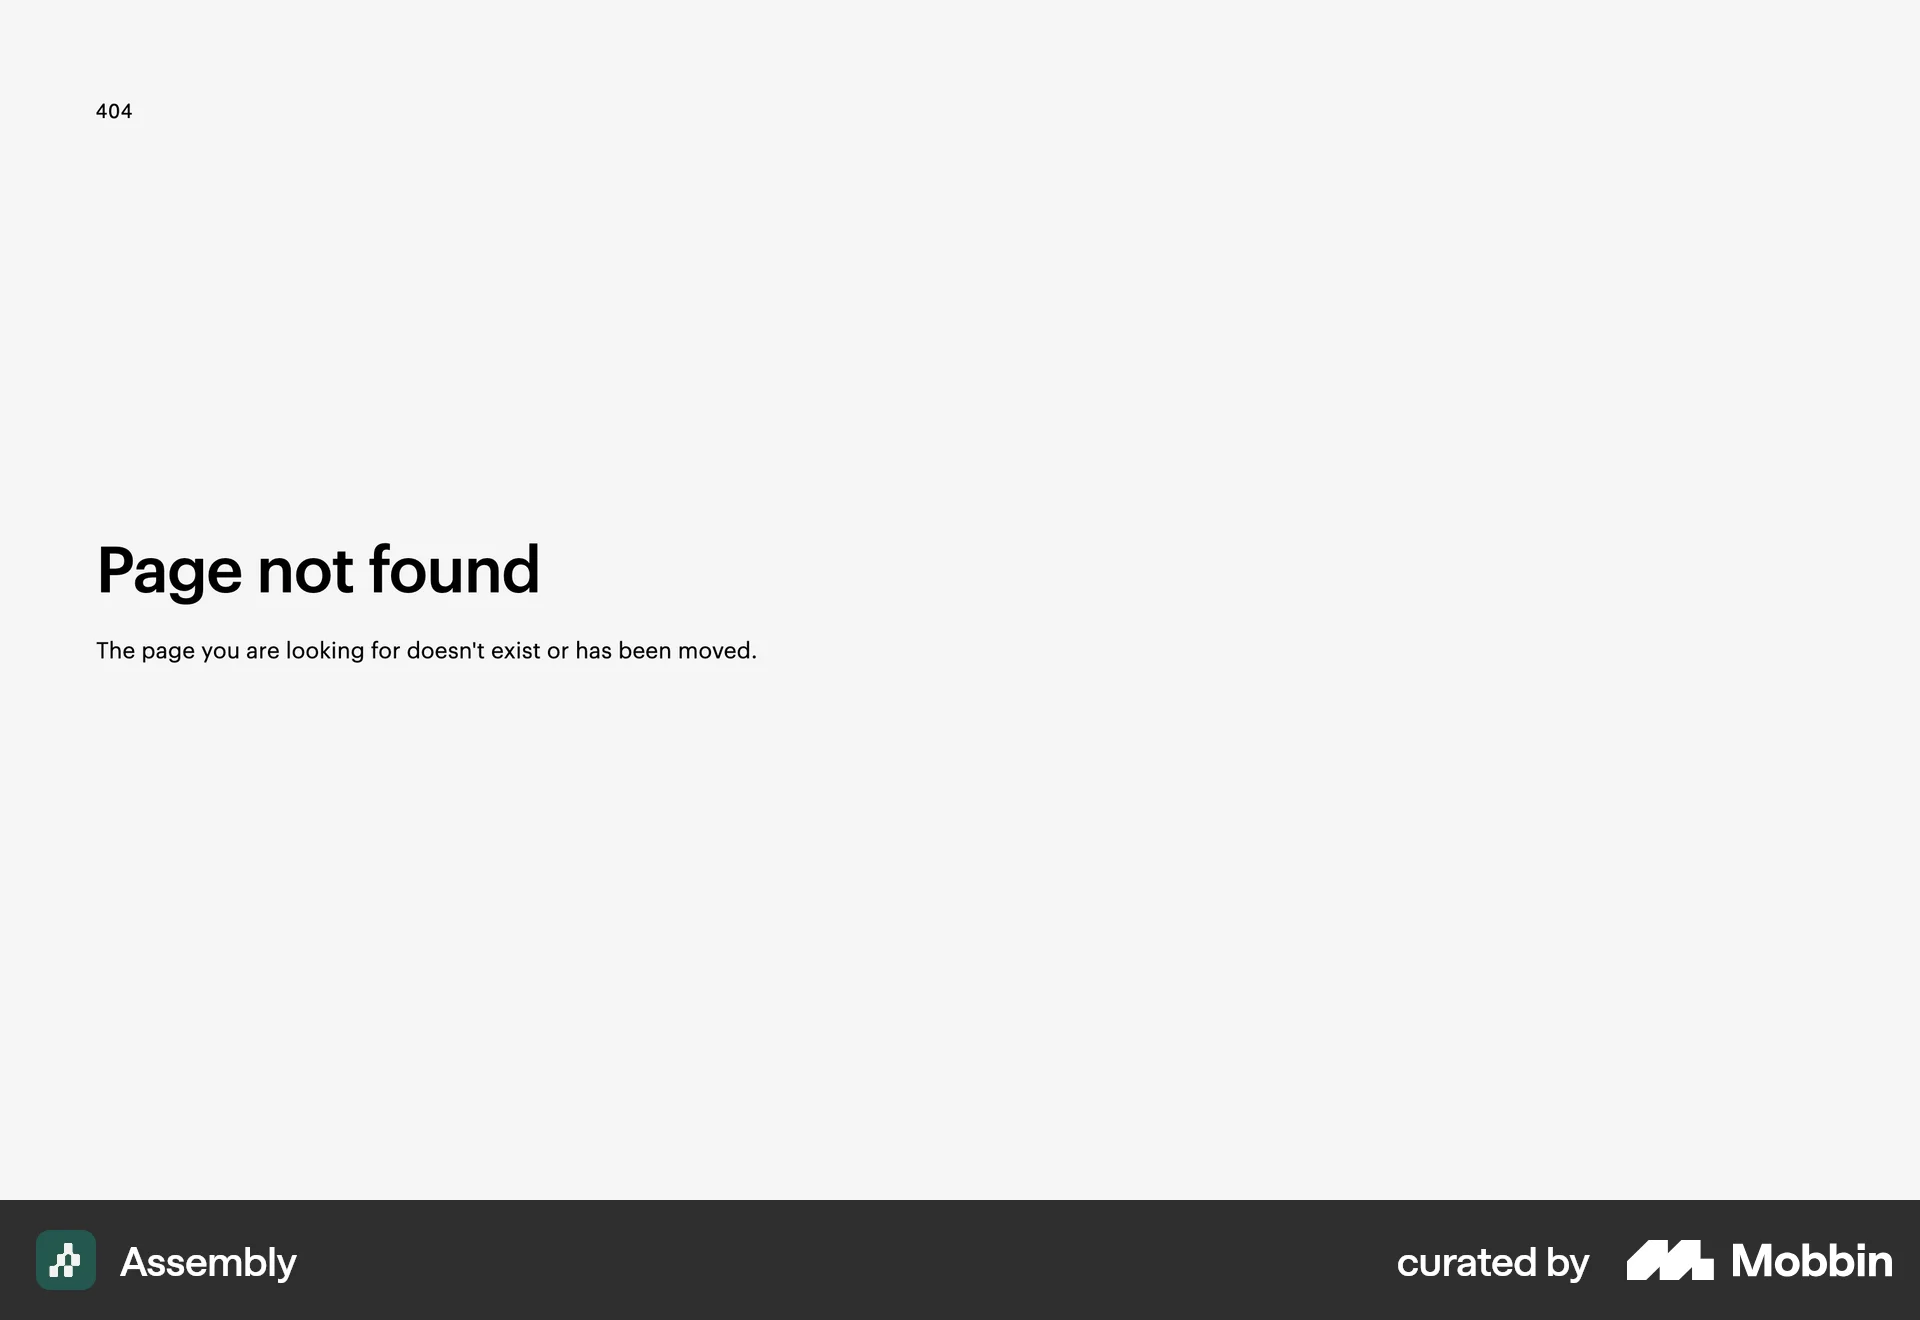 404
Page not found
The page you are looking for doesn't exist or has been moved.
Assembly
curated by Mobbin